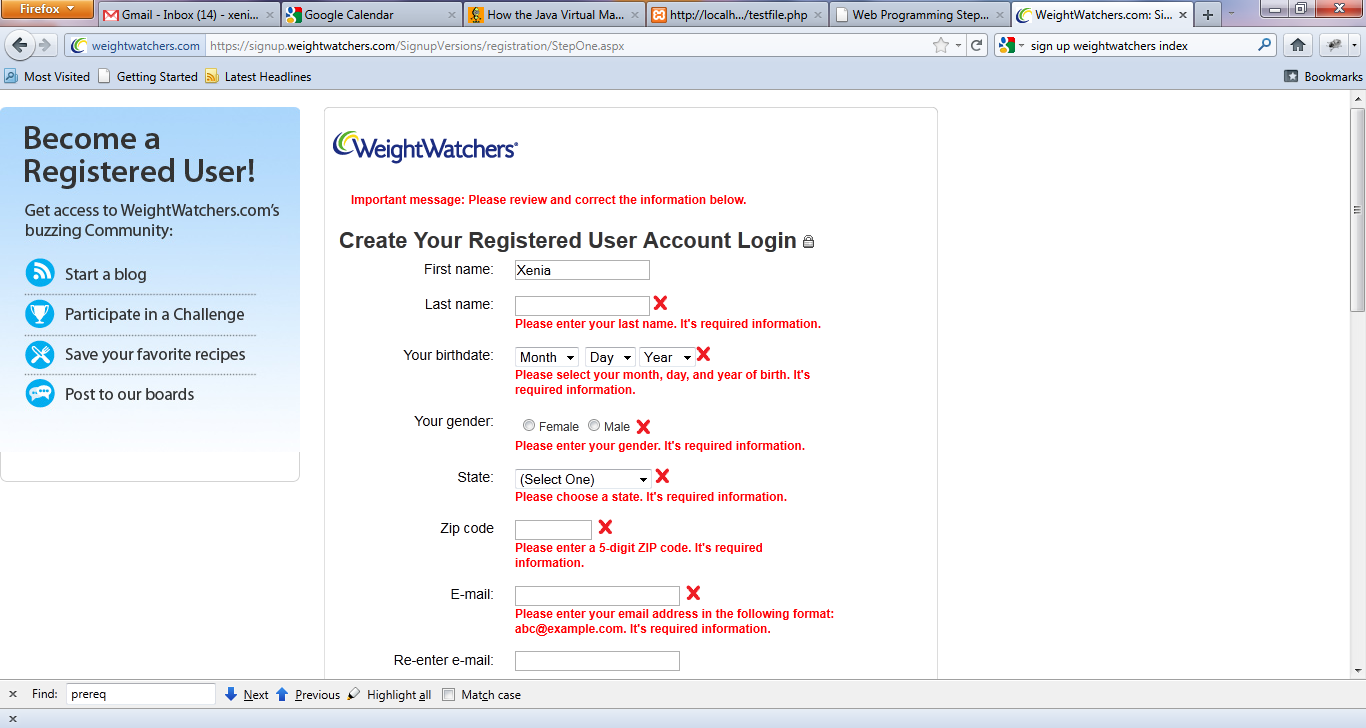 Firefox
Gmail - Inbox (14) - xeni...
Google Calendar
How the Java Virtual Ma...
http://localh.../testfile.php
Web Programming Step...
WeightWatchers.com: Si...
weightwatchers.com
https://signup.weightwatchers.com/SignupVersions/registration/StepOne.aspx
sign up weightwatchers index
Most Visited
Getting Started
Latest Headlines
Bookmarks
Become a
Registered User!
Get access to WeightWatchers.com's
buzzing Community:
Start a blog
Participate in a Challenge
Save your favorite recipes
Post to our boards
WeightWatchers®
Important message: Please review and correct the information below.
Create Your Registered User Account Login
First name:
Xenia
Last name:
Please enter your last name. It's required information.
Your birthdate:
Month
Day
Year
Please select your month, day, and year of birth. It's
required information.
Your gender:
Female
Male
Please enter your gender. It's required information.
State:
(Select One)
Please choose a state. It's required information.
Zip code
Please enter a 5-digit ZIP code. It's required
information.
E-mail:
Please enter your email address in the following format:
abc@example.com. It's required information.
Re-enter e-mail:
Find:
prereq
Next
Previous
Highlight all
Match case